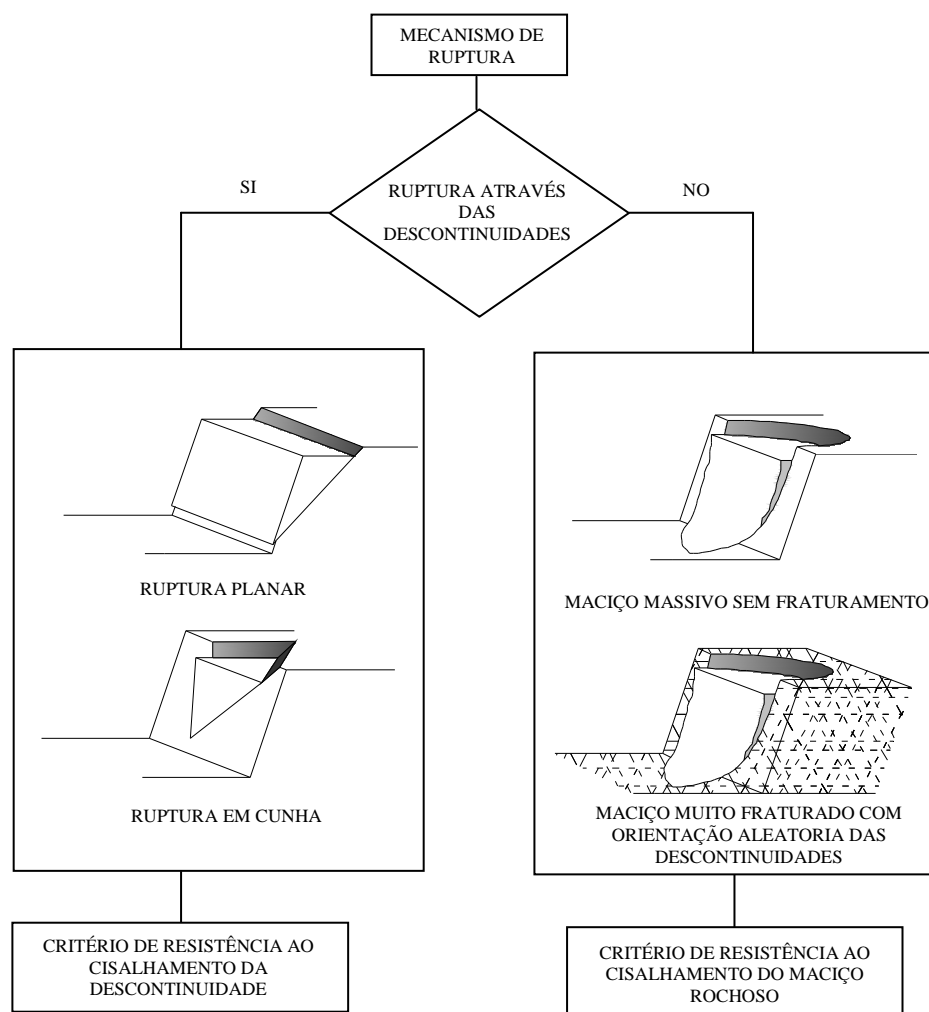 MECANISMO DE
RUPTURA
SI
RUPTURA ATRAVÉS
DAS
DESCONTINUIDADES
NO
RUPTURA PLANAR
RUPTURA EM CUNHA
MACIÇO MASSIVO SEM FRATURAMENTO
MACIÇO MUITO FRATURADO COM
ORIENTAÇÃO ALEATORIA DAS
DESCONTINUIDADES
CRITÉRIO DE RESISTÊNCIA AO
CISALHAMENTO DA
DESCONTINUIDADE
CRITÉRIO DE RESISTÊNCIA AO
CISALHAMENTO DO MACIÇO
ROCHOSO